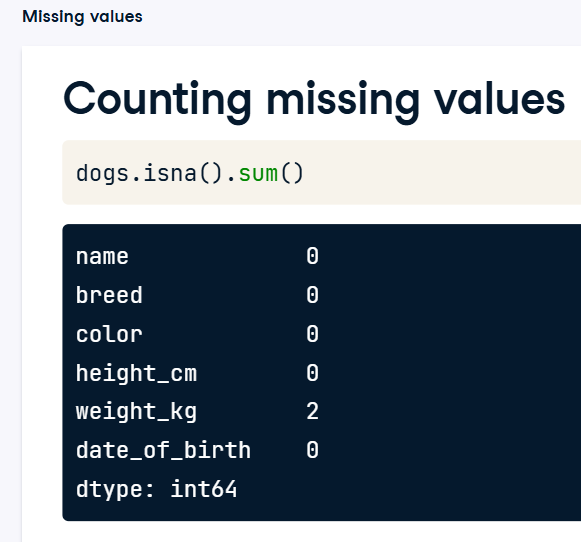 Missing values
Counting missing values
dogs.isna().sum()
name 0
breed 0
color 0
height_cm 0
weight_kg 2
date_of_birth 0
dtype: int64